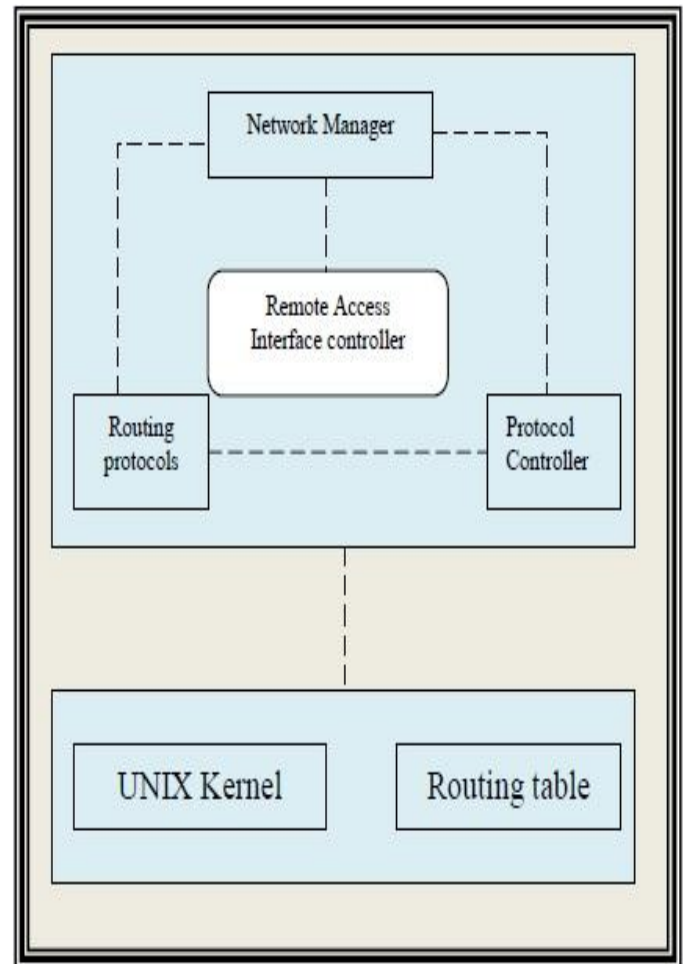 Network Manager
Remote Access
Interface controller
Routing
protocols
Protocol
Controller
UNIX Kernel
Routing table